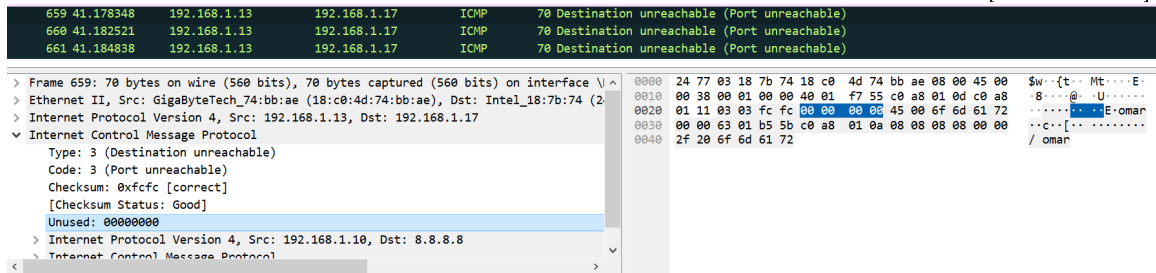 659 41.178348 192.168.1.13 192.168.1.17 ICMP 70 Destination unreachable (Port unreachable)
660 41.182521 192.168.1.13 192.168.1.17 ICMP 70 Destination unreachable (Port unreachable)
661 41.184838 192.168.1.13 192.168.1.17 ICMP 70 Destination unreachable (Port unreachable)
Frame 659: 70 bytes on wire (560 bits), 70 bytes captured (560 bits) on interface \
Ethernet II, Src: GigaByteTech_74:bb:ae (18:c0:4d:74:bb:ae), Dst: Intel_18:7b:74 (2
Internet Protocol Version 4, Src: 192.168.1.13, Dst: 192.168.1.17
Internet Control Message Protocol
Type: 3 (Destination unreachable)
Code: 3 (Port unreachable)
Checksum: 0xfcfc [correct]
[Checksum Status: Good]
Unused: 00000000
Internet Protocol Version 4, Src: 192.168.1.10, Dst: 8.8.8.8
Internet Control Message Protocol
0000 24 77 03 18 7b 74 18 c0 4d 74 bb ae 08 00 45 00 $w··{t·· Mt····E·
0010 00 38 00 01 00 00 40 01 f7 55 c0 a8 01 0d c0 a8 ·8····@· ·U······
0020 01 11 03 03 fc fc 00 00 00 00 45 00 6f 6d 61 72 ········ ··E·omar
0030 00 00 63 01 b5 5b c0 a8 01 0a 08 08 08 08 00 00 ··c··[·· ········
0040 2f 20 6f 6d 61 72 / omar